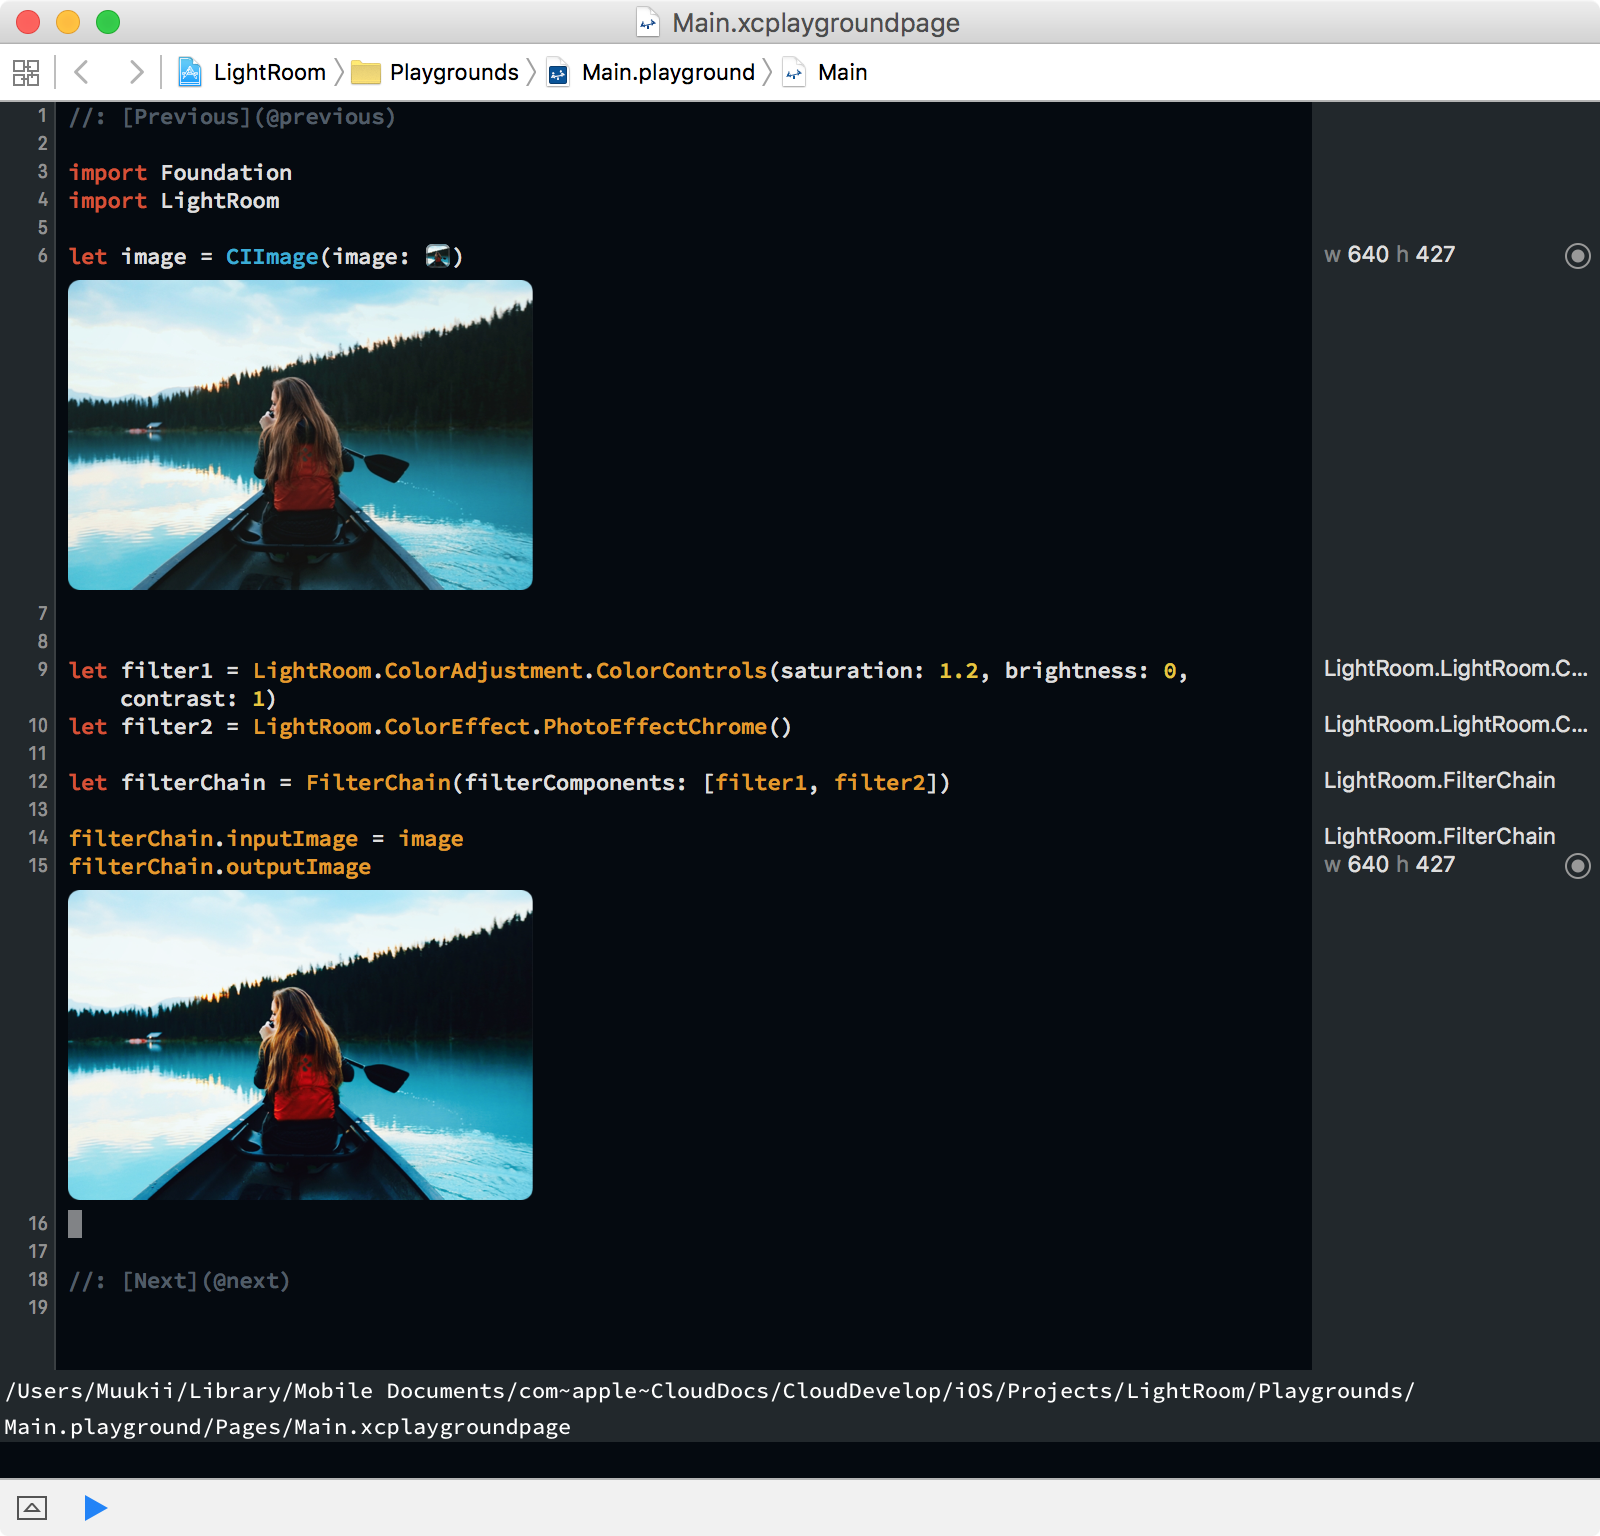 Main.xcplaygroundpage
LightRoom Playgrounds Main.playground Main
1 //: [Previous](@previous)
2
3 import Foundation
4 import LightRoom
5
6 let image = CIImage(image: ) w 640 h 427
7
8
9 let filter1 = LightRoom.ColorAdjustment.ColorControls(saturation: 1.2, brightness: 0, LightRoom.LightRoom.C...
contrast: 1)
10 let filter2 = LightRoom.ColorEffect.PhotoEffectChrome() LightRoom.LightRoom.C...
11
12 let filterChain = FilterChain(filterComponents: [filter1, filter2]) LightRoom.FilterChain
13
14 filterChain.inputImage = image LightRoom.FilterChain
15 filterChain.outputImage w 640 h 427
16
17
18 //: [Next](@next)
19
/Users/Muukii/Library/Mobile Documents/com~apple~CloudDocs/CloudDevelop/iOS/Projects/LightRoom/Playgrounds/
Main.playground/Pages/Main.xcplaygroundpage